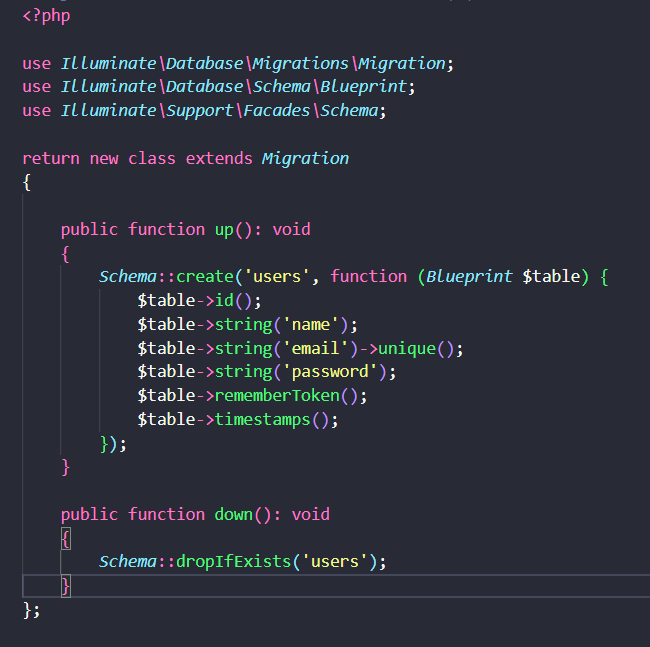 <?php
use Illuminate\Database\Migrations\Migration;
use Illuminate\Database\Schema\Blueprint;
use Illuminate\Support\Facades\Schema;
return new class extends Migration
{
public function up(): void
{
Schema::create('users', function (Blueprint $table) {
$table->id();
$table->string('name');
$table->string('email')->unique();
$table->string('password');
$table->rememberToken();
$table->timestamps();
});
}
public function down(): void
{
Schema::dropIfExists('users');
}
};